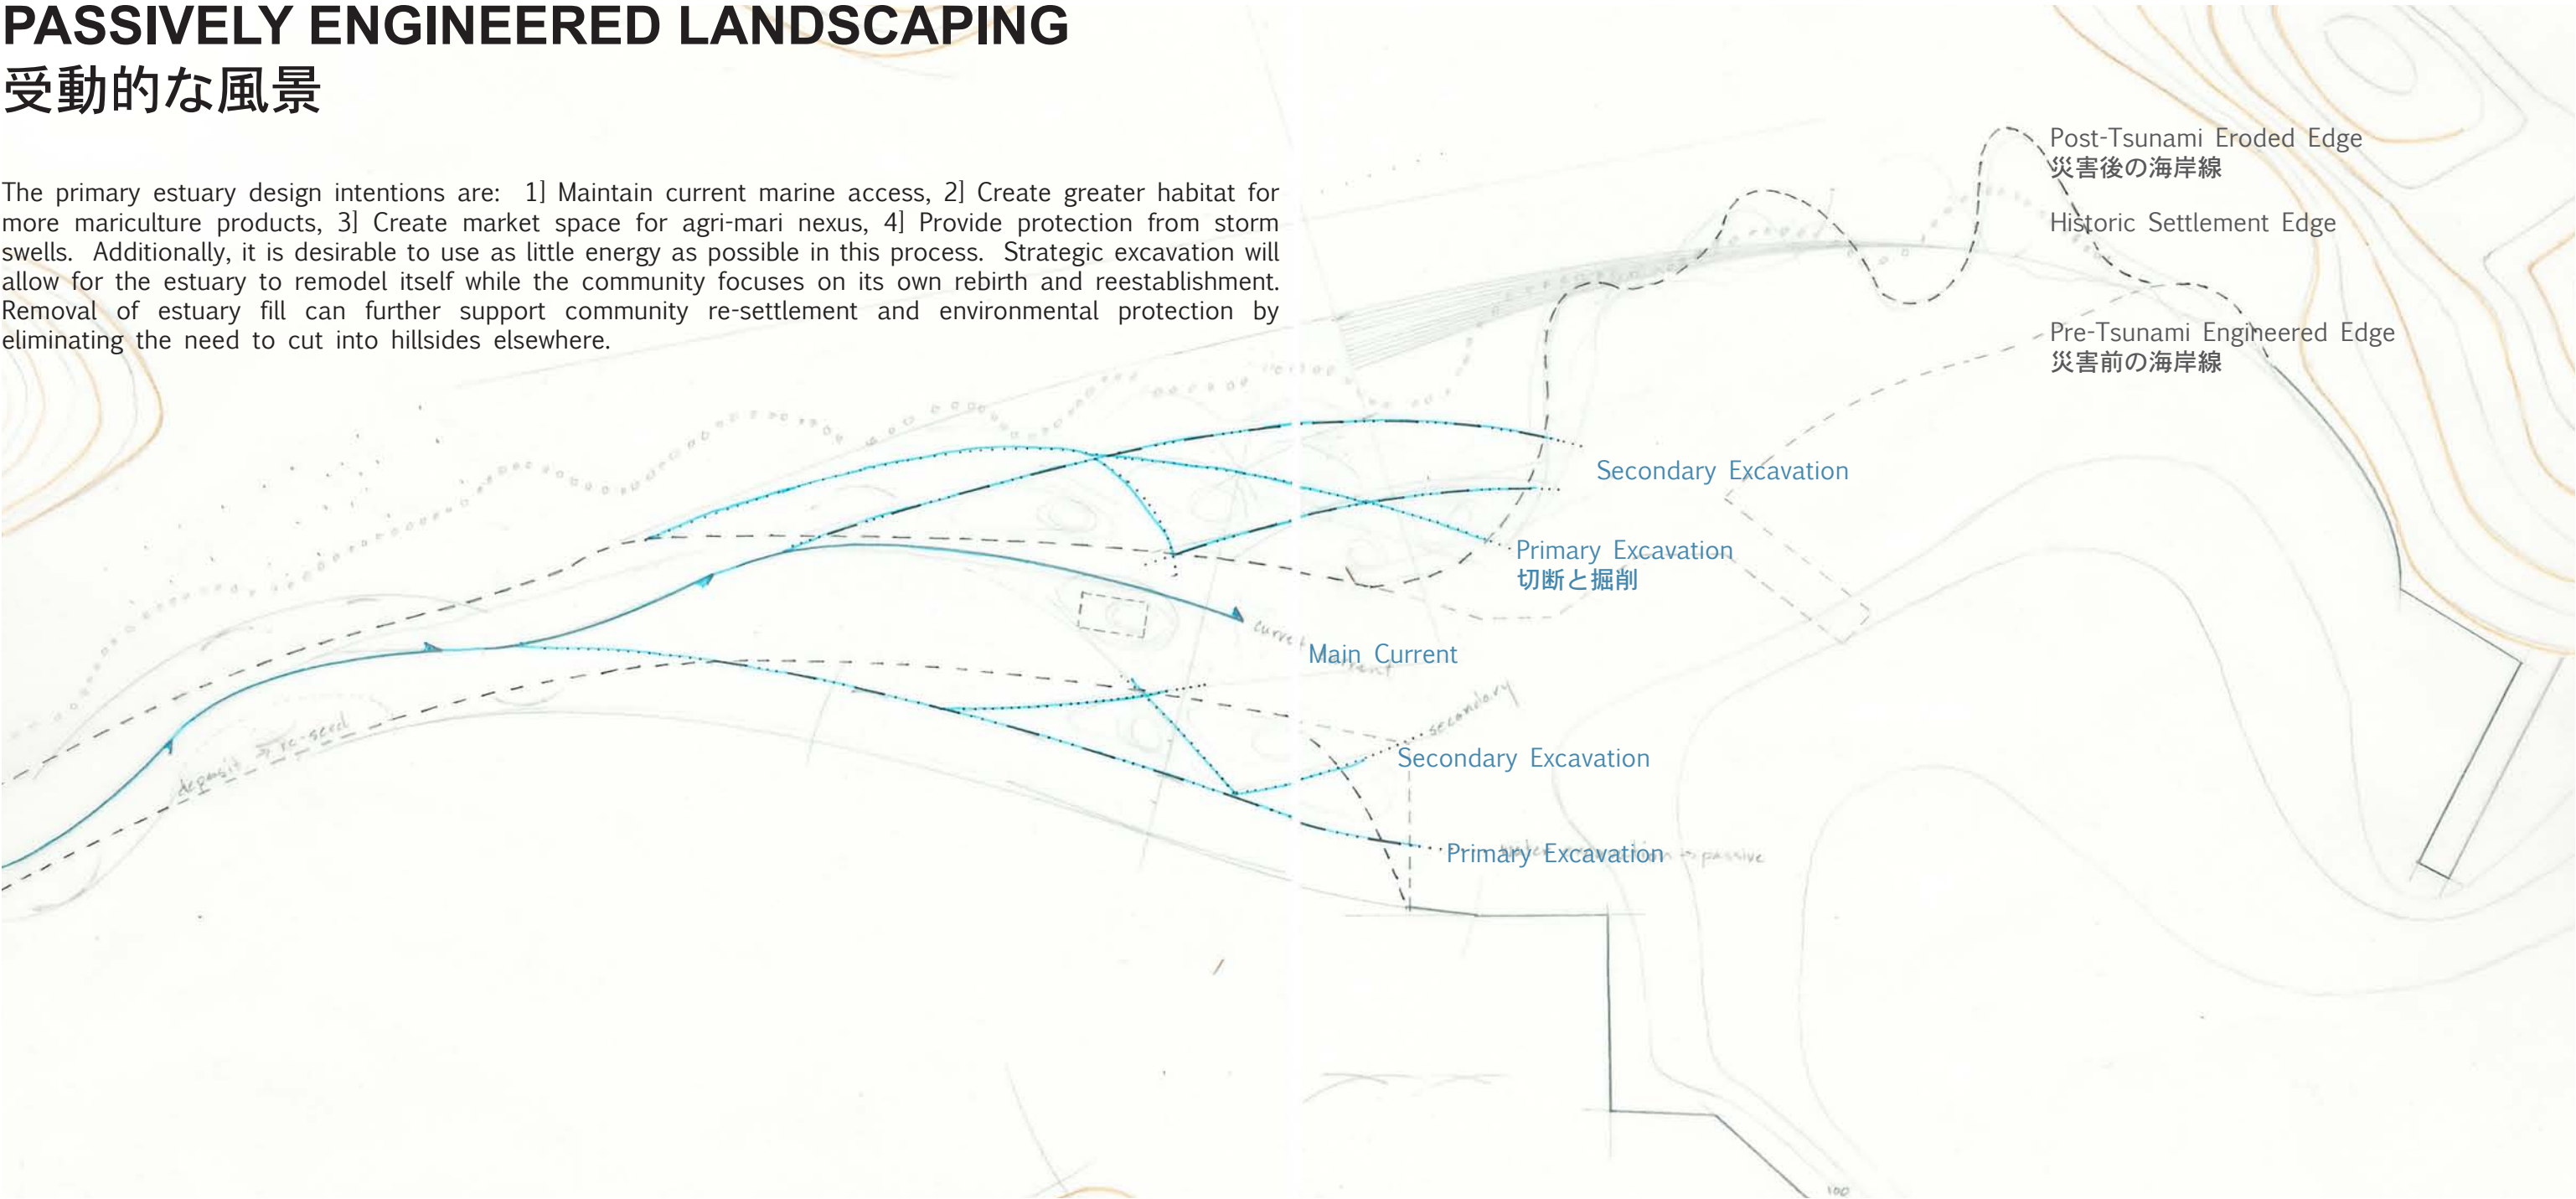 PASSIVELY ENGINEERED LANDSCAPING
受動的な風景
The primary estuary design intentions are: 1] Maintain current marine access, 2] Create greater habitat for
more mariculture products, 3] Create market space for agri-mari nexus, 4] Provide protection from storm
swells. Additionally, it is desirable to use as little energy as possible in this process. Strategic excavation will
allow for the estuary to remodel itself while the community focuses on its own rebirth and reestablishment.
Removal of estuary fill can further support community re-settlement and environmental protection by
eliminating the need to cut into hillsides elsewhere.
Post-Tsunami Eroded Edge
災害後の海岸線
Historic Settlement Edge
Pre-Tsunami Engineered Edge
災害前の海岸線
Secondary Excavation
Primary Excavation
切断と掘削
Main Current
secondary
deposit → re-seed
Secondary Excavation
Primary Excavation
→ passive
100